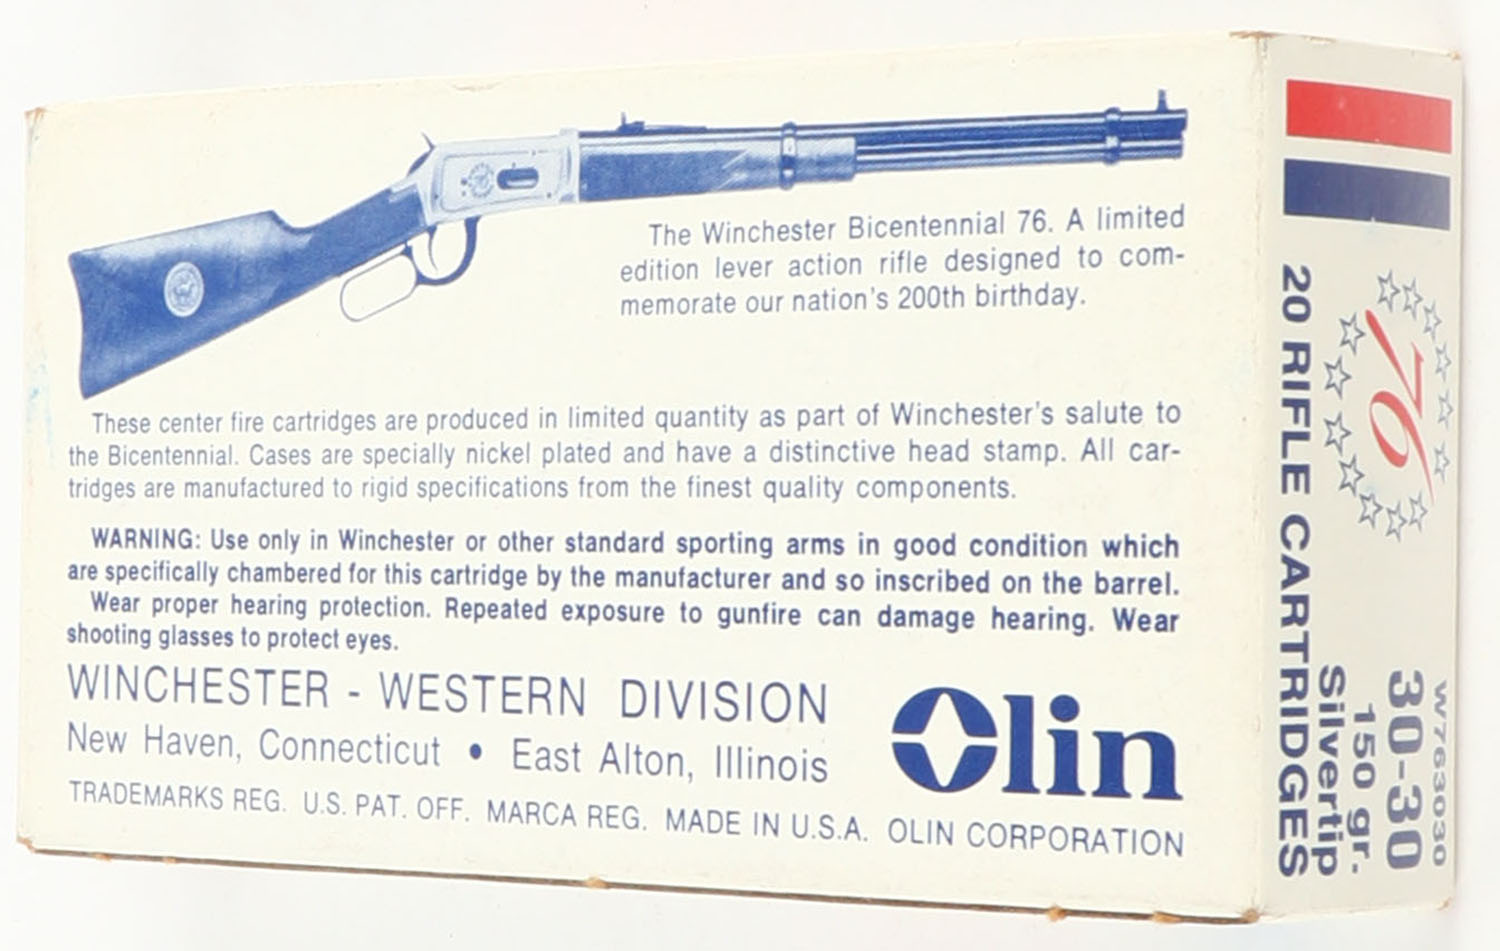 The Winchester Bicentennial 76. A limited
edition lever action rifle designed to com-
memorate our nation's 200th birthday.
These center fire cartridges are produced in limited quantity as part of Winchester's salute to
the Bicentennial. Cases are specially nickel plated and have a distinctive head stamp. All car-
tridges are manufactured to rigid specifications from the finest quality components.
WARNING: Use only in Winchester or other standard sporting arms in good condition which
are specifically chambered for this cartridge by the manufacturer and so inscribed on the barrel.
Wear proper hearing protection. Repeated exposure to gunfire can damage hearing. Wear
shooting glasses to protect eyes.
WINCHESTER - WESTERN DIVISION
New Haven, Connecticut • East Alton, Illinois
Olin
TRADEMARKS REG. U.S. PAT. OFF. MARCA REG. MADE IN U.S.A. OLIN CORPORATION
76
W763030
30-30
150 gr.
Silvertip
20 RIFLE CARTRIDGES